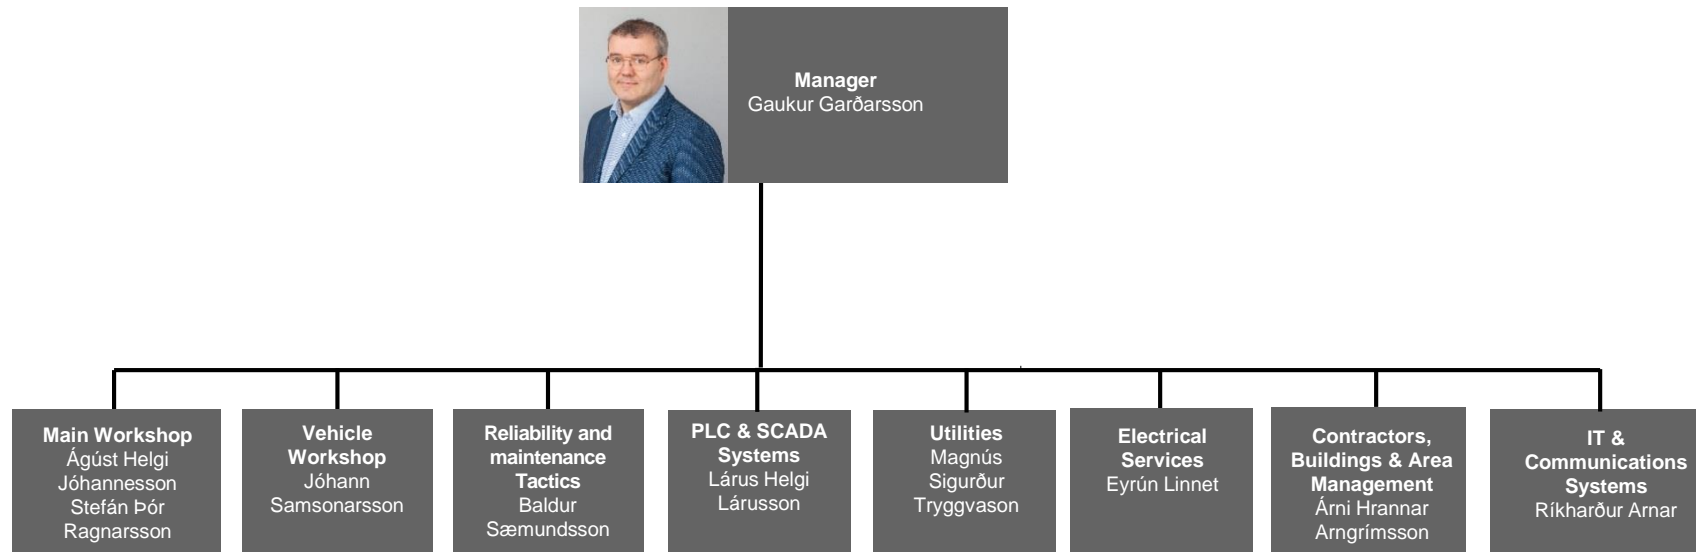 Manager
Gaukur Garðarsson
Main Workshop
Ágúst Helgi
Jóhannesson
Stefán Þór
Ragnarsson
Vehicle
Workshop
Jóhann
Samsonarsson
Reliability and
maintenance
Tactics
Baldur
Sæmundsson
PLC & SCADA
Systems
Lárus Helgi
Lárusson
Utilities
Magnús
Sigurður
Tryggvason
Electrical
Services
Eyrún Linnet
Contractors,
Buildings & Area
Management
Árni Hrannar
Arngrímsson
IT &
Communications
Systems
Ríkharður Arnar